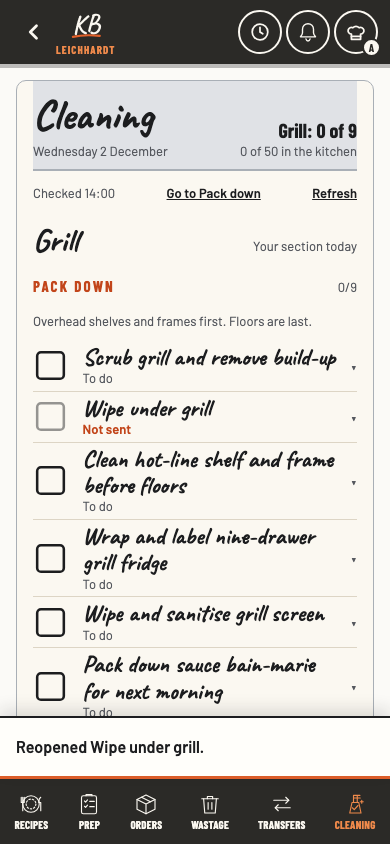 KB
LEICHHARDT
A
Cleaning
Grill: 0 of 9
Wednesday 2 December
0 of 50 in the kitchen
Checked 14:00
Go to Pack down
Refresh
Grill
Your section today
PACK DOWN
0/9
Overhead shelves and frames first. Floors are last.
Scrub grill and remove build-up
To do
Wipe under grill
Not sent
Clean hot-line shelf and frame
before floors
To do
Wrap and label nine-drawer
grill fridge
To do
Wipe and sanitise grill screen
To do
Pack down sauce bain-marie
for next morning
To do
Reopened Wipe under grill.
RECIPES
PREP
ORDERS
WASTAGE
TRANSFERS
CLEANING